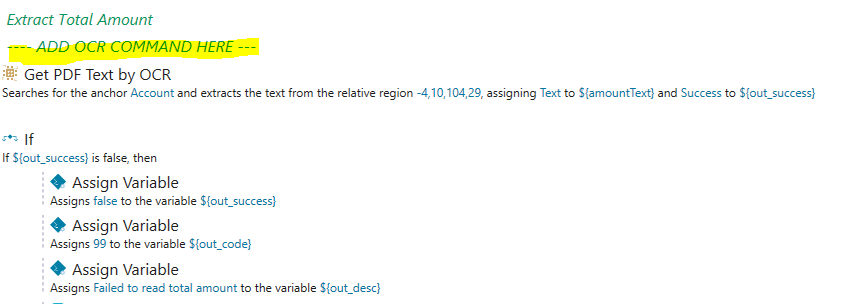 Extract Total Amount
---- ADD OCR COMMAND HERE ---
Get PDF Text by OCR
Searches for the anchor Account and extracts the text from the relative region -4,10,104,29, assigning Text to ${amountText} and Success to ${out_success}
If
If ${out_success} is false, then
Assign Variable
Assigns false to the variable ${out_success}
Assign Variable
Assigns 99 to the variable ${out_code}
Assign Variable
Assigns Failed to read total amount to the variable ${out_desc}